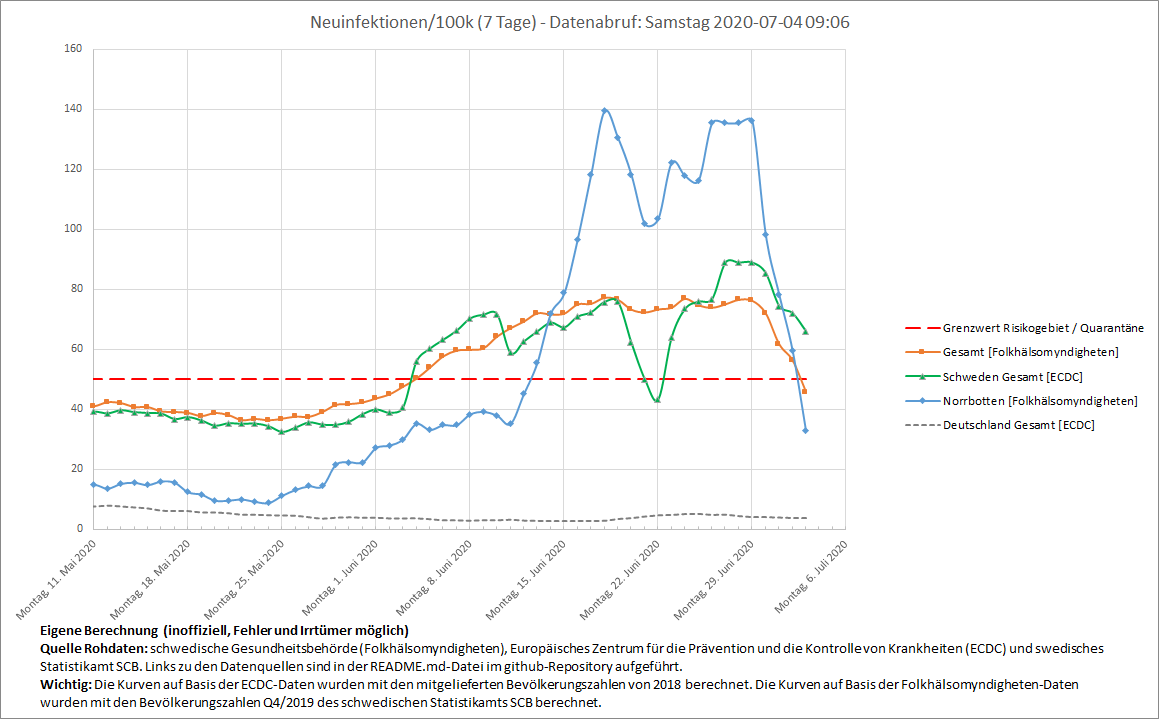 Neuinfektionen/100k (7 Tage) - Datenabruf: Samstag 2020-07-04 09:06
160
140
120
100
80
60
40
20
0
Montag, 11. Mai 2020
Montag, 18. Mai 2020
Montag, 25. Mai 2020
Montag, 1. Juni 2020
Montag, 8. Juni 2020
Montag, 15. Juni 2020
Montag, 22. Juni 2020
Montag, 29. Juni 2020
Montag, 6. Juli 2020
Grenzwert Risikogebiet / Quarantäne
Gesamt [Folkhälsomyndigheten]
Schweden Gesamt [ECDC]
Norrbotten [Folkhälsomyndigheten]
Deutschland Gesamt [ECDC]
Eigene Berechnung (inoffiziell, Fehler und Irrtümer möglich)
Quelle Rohdaten: schwedische Gesundheitsbehörde (Folkhälsomyndigheten), Europäisches Zentrum für die Prävention und die Kontrolle von Krankheiten (ECDC) und swedisches
Statistikamt SCB. Links zu den Datenquellen sind in der README.md-Datei im github-Repository aufgeführt.
Wichtig: Die Kurven auf Basis der ECDC-Daten wurden mit den mitgelieferten Bevölkerungszahlen von 2018 berechnet. Die Kurven auf Basis der Folkhälsomyndigheten-Daten
wurden mit den Bevölkerungszahlen Q4/2019 des schwedischen Statistikamts SCB berechnet.